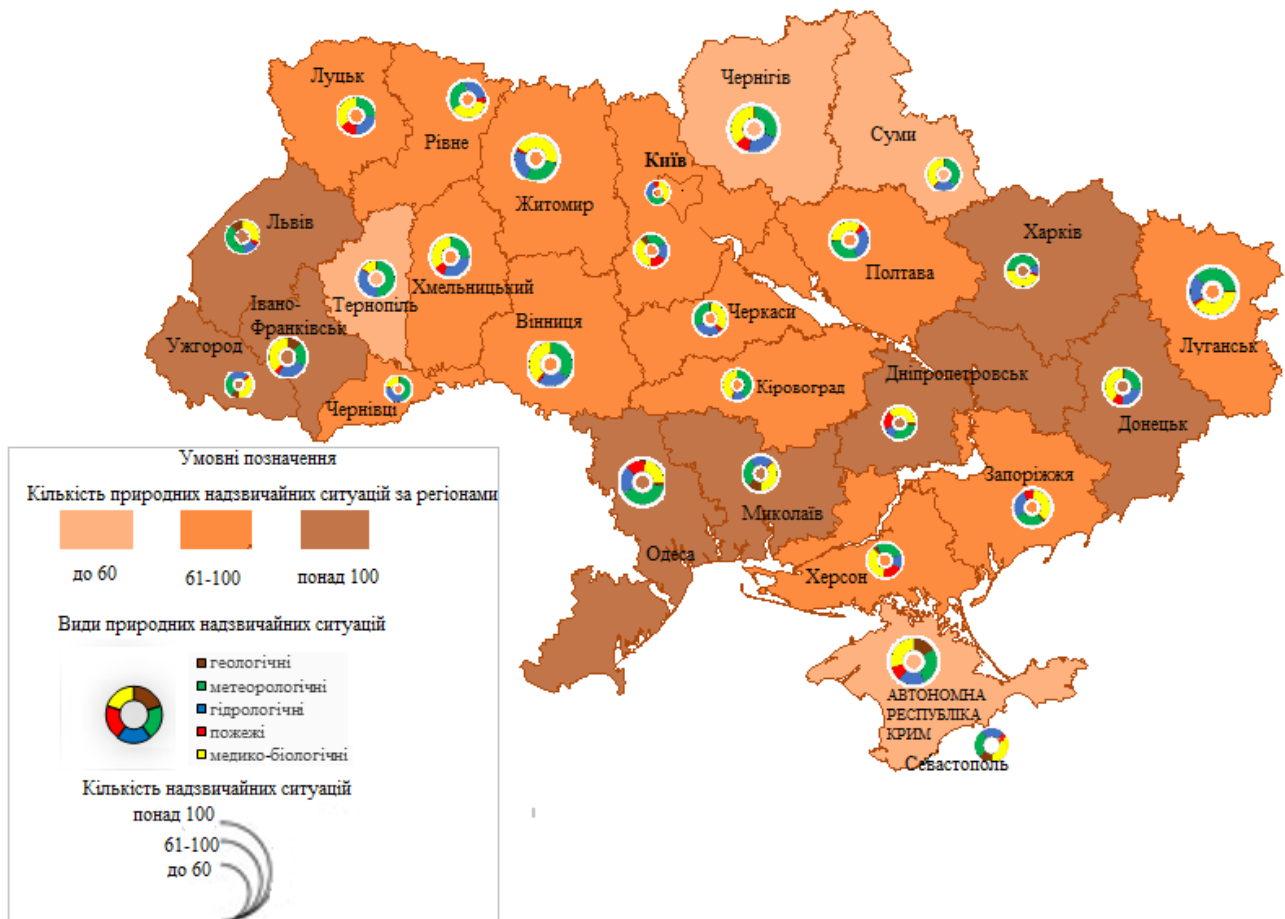 Луцьк
Рівне
Житомир
Київ
Чернігів
Суми
Львів
Тернопіль
Хмельницький
Вінниця
Черкаси
Полтава
Харків
Луганськ
Івано-
Франківськ
Ужгород
Чернівці
Кіровоград
Дніпропетровськ
Донецьк
Запоріжжя
Миколаїв
Одеса
Херсон
АВТОНОМНА
РЕСПУБЛІКА
КРИМ
Севастополь
Умовні позначення
Кількість природних надзвичайних ситуацій за регіонами
до 60
61-100
понад 100
Види природних надзвичайних ситуацій
геологічні
метеорологічні
гідрологічні
пожежі
медико-біологічні
Кількість надзвичайних ситуацій
понад 100
61-100
до 60